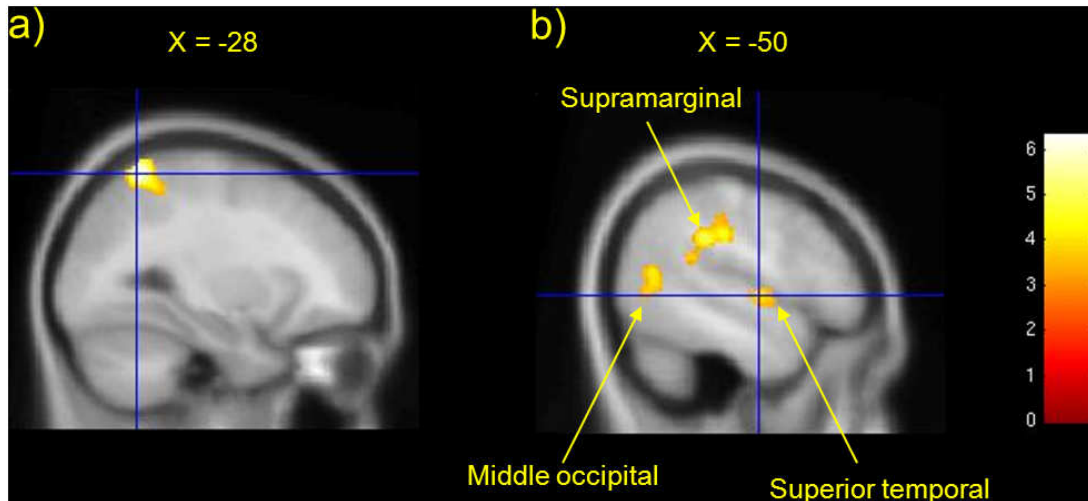 a)
X = -28
b)
X = -50
Supramarginal
Middle occipital
Superior temporal
6
5
4
3
2
1
0